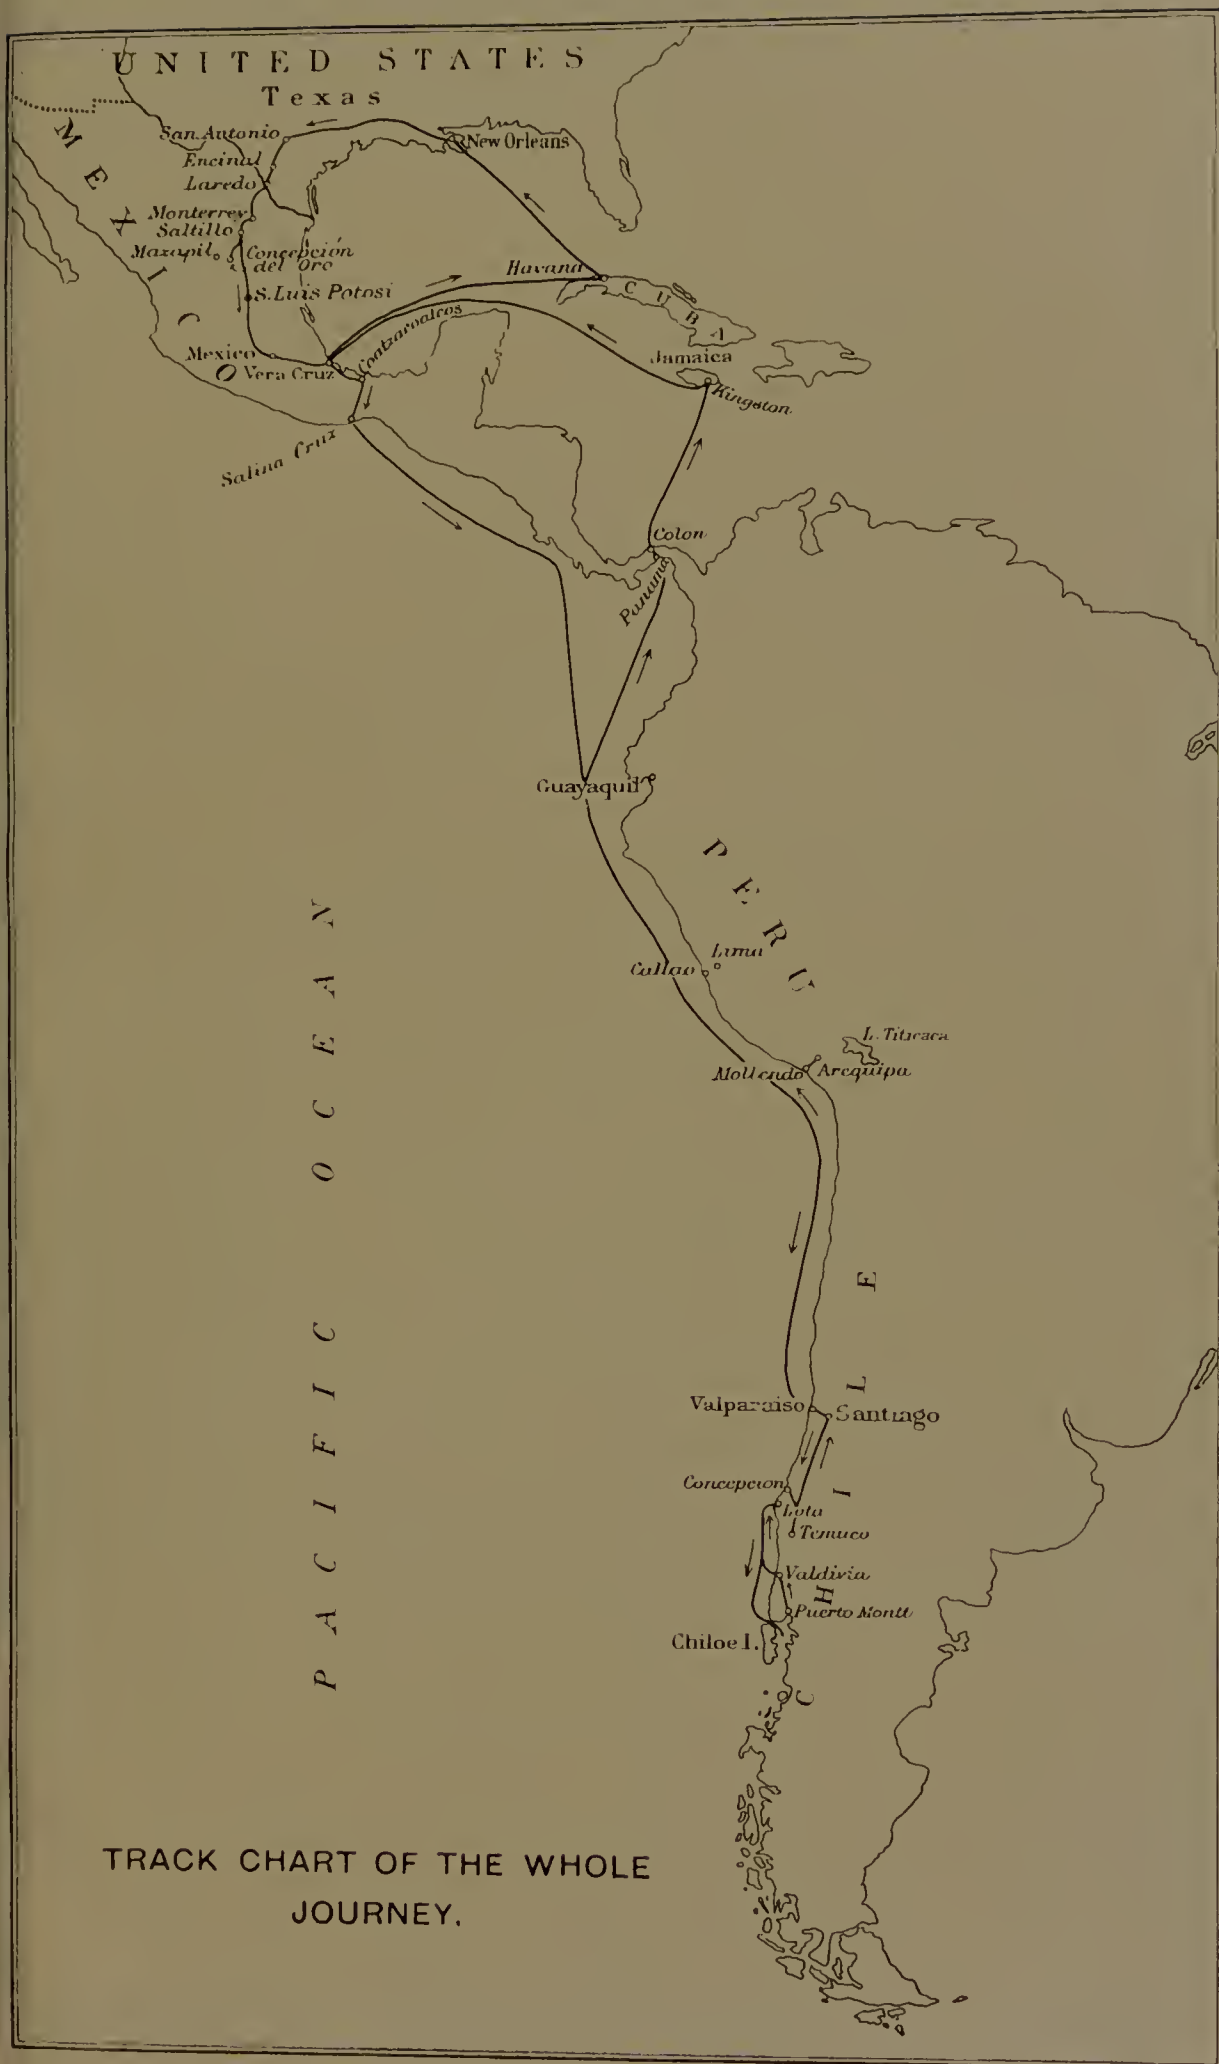 UNITED STATES
Texas
MEXICO
San Antonio
New Orleans
Encinal
Laredo
Monterrey
Saltillo
Mazapil
Concepción
del Oro
S. Luis Potosi
Havana
CUBA
Coatzacoalcos
Mexico
Vera Cruz
Jamaica
Kingston
Salina Cruz
Colon
Panama
Guayaquil
PERU
Lima
Callao
L. Titicaca
Mollendo
Arequipa
PACIFIC OCEAN
CHILE
Valparaiso
Santiago
Concepcion
Lota
Temuco
Valdivia
Puerto Montt
Chiloe I.
TRACK CHART OF THE WHOLE
JOURNEY.